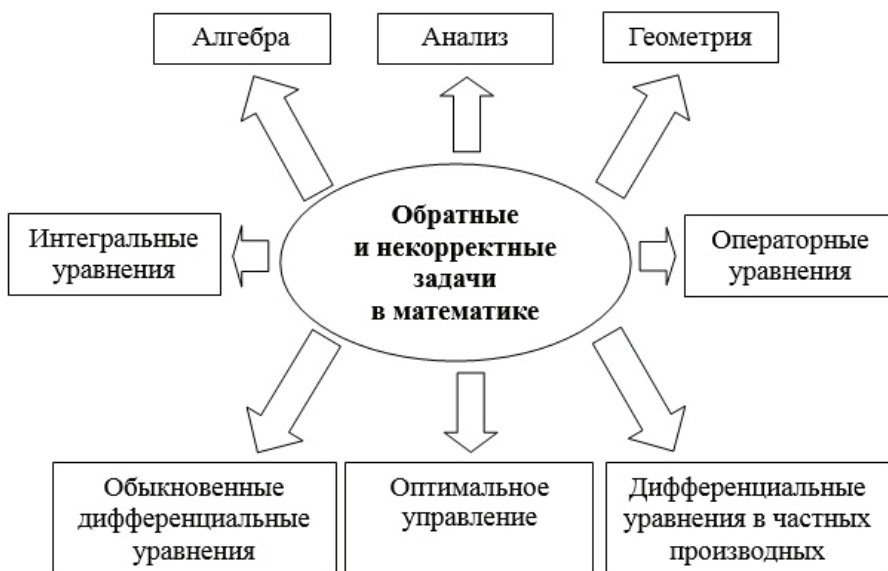 Алгебра
Анализ
Геометрия
Обратные
и некорректные
задачи
в математике
Интегральные
уравнения
Операторные
уравнения
Обыкновенные
дифференциальные
уравнения
Оптимальное
управление
Дифференциальные
уравнения в частных
производных